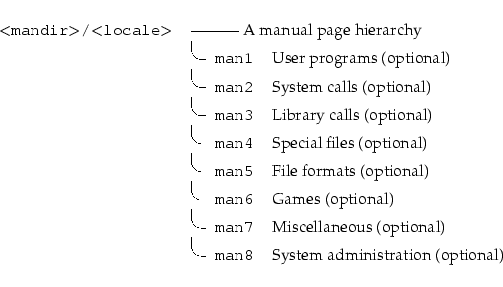 <mandir>/<locale> A manual page hierarchy
man1 User programs (optional)
man2 System calls (optional)
man3 Library calls (optional)
man4 Special files (optional)
man5 File formats (optional)
man6 Games (optional)
man7 Miscellaneous (optional)
man8 System administration (optional)